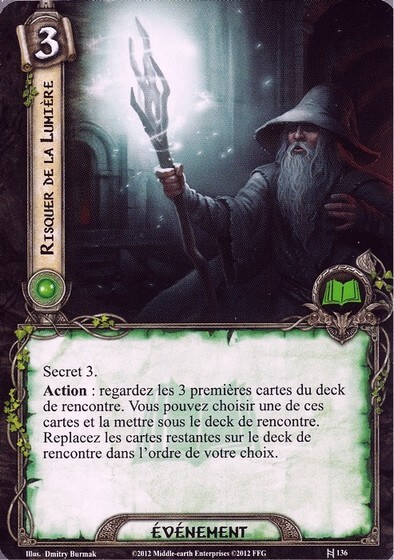 3
RISQUER DE LA LUMIÈRE
Secret 3.
Action : regardez les 3 premières cartes du deck
de rencontre. Vous pouvez choisir une de ces
cartes et la mettre sous le deck de rencontre.
Replacez les cartes restantes sur le deck de
rencontre dans l'ordre de votre choix.
ÉVÉNEMENT
Illus. Dmitry Burmak
©2012 Middle-earth Enterprises ©2012 FFG
136